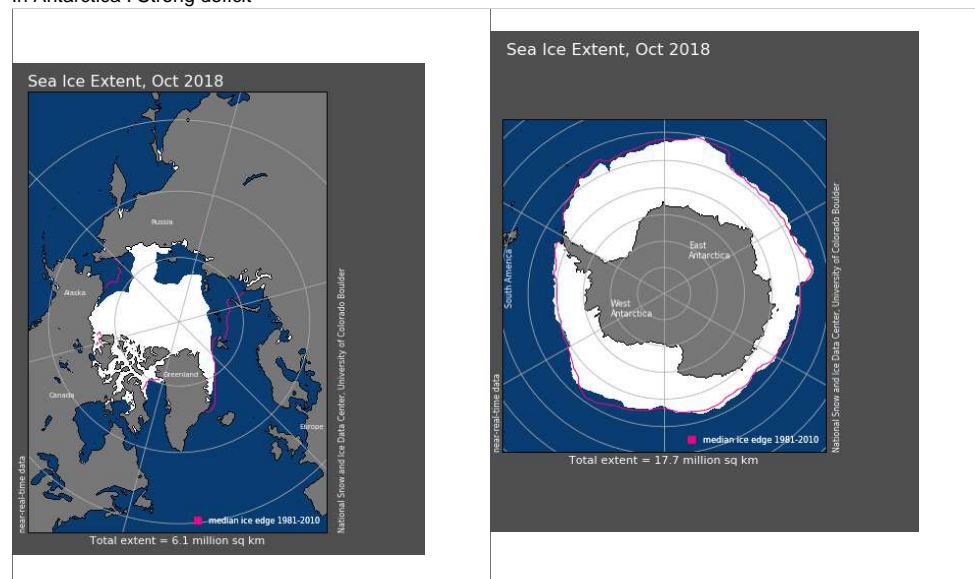 in Antarctica : Strong deficit
Sea Ice Extent, Oct 2018
Russia
Alaska
Greenland
Canada
Europe
near-real-time data
median ice edge 1981-2010
Total extent = 6.1 million sq km
National Snow and Ice Data Center, University of Colorado Boulder
Sea Ice Extent, Oct 2018
East
Antarctica
West
Antarctica
South America
near-real-time data
median ice edge 1981-2010
Total extent = 17.7 million sq km
National Snow and Ice Data Center, University of Colorado Boulder